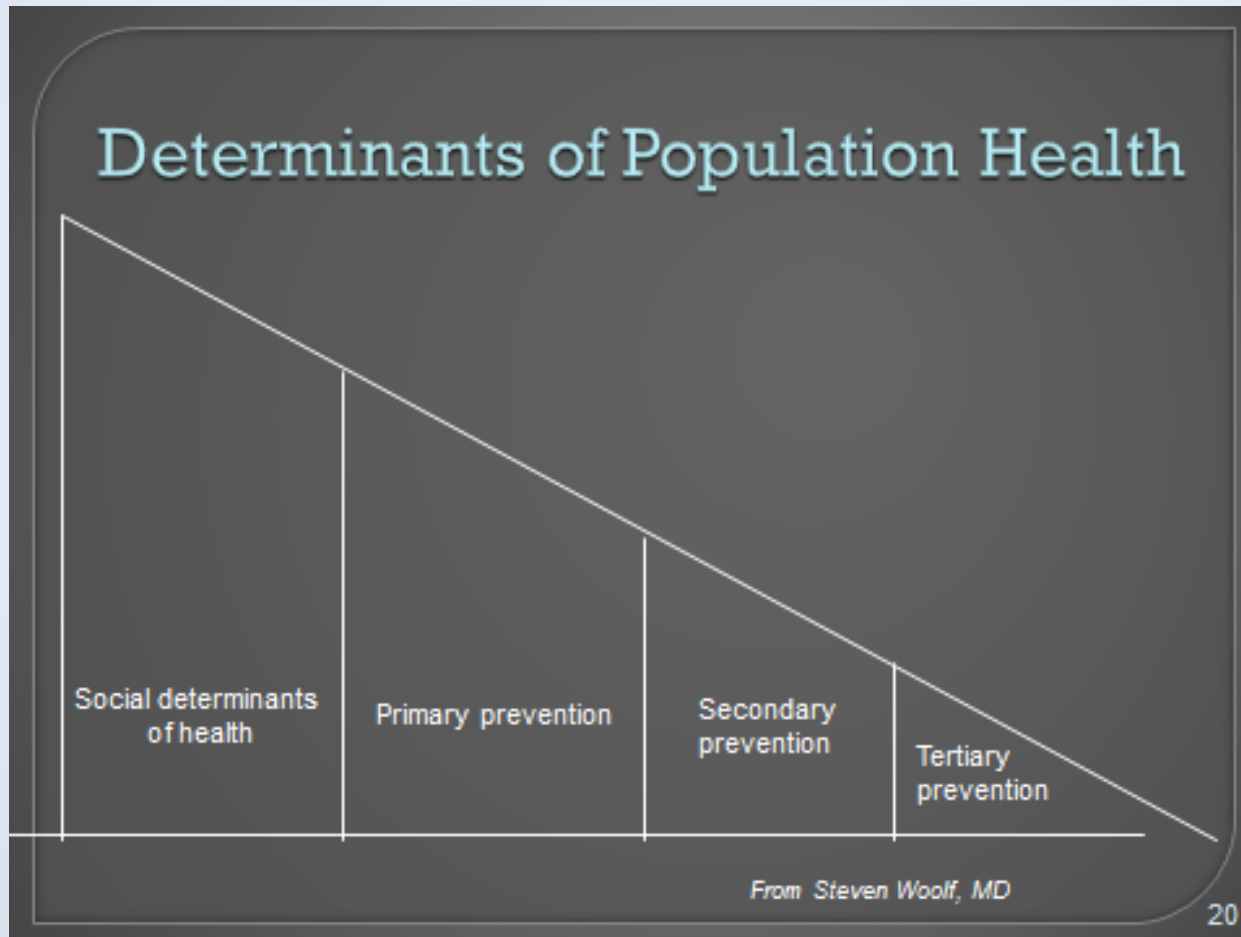 Determinants of Population Health
Social determinants
of health
Primary prevention
Secondary
prevention
Tertiary
prevention
From Steven Woolf, MD
20